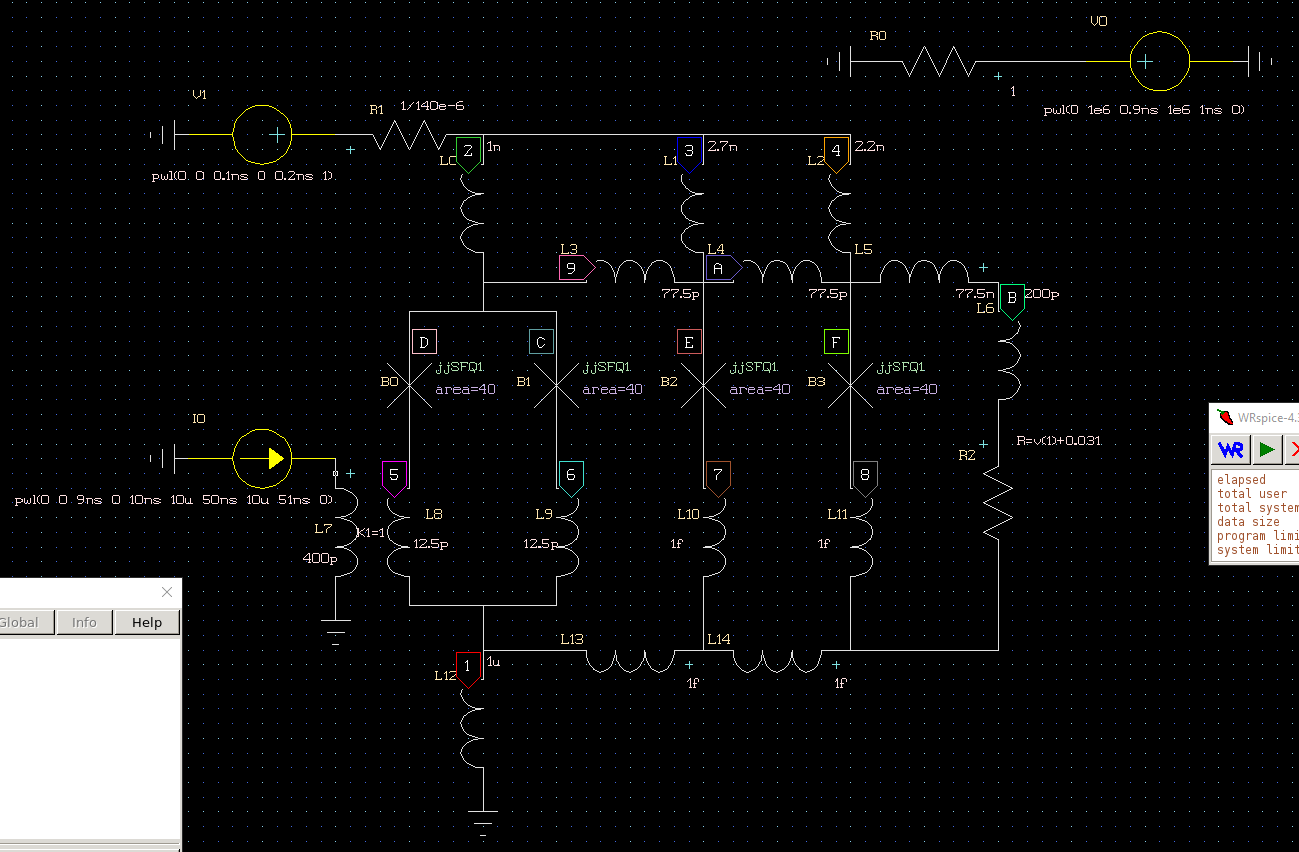 V0
R0
1
pwl(0 1e6 0.9ns 1e6 1ns 0)
V1
R1 1/140e-6
pwl(0 0 0.1ns 0 0.2ns 1)
2 1n
L0
3 2.7n
L1
4 2.2n
L2
L3
L4
L5
9
A
77.5p
77.5p
77.5n
B 200p
L6
D
C
E
F
jjSFQ1
jjSFQ1
jjSFQ1
jjSFQ1
B0
B1
B2
B3
area=40
area=40
area=40
area=40
I0
pwl(0 0 0.9ns 0 10ns 10u 50ns 10u 51ns 0)
R=v(1)+0.031
R2
5
6
7
8
L7
K1=1
400p
L8
12.5p
L9
12.5p
L10
1f
L11
1f
L13
L14
1 1u
L12
1f
1f
WRspice-4.
WR
elapsed
total user
total system
data size
program limi
system limit
Global
Info
Help